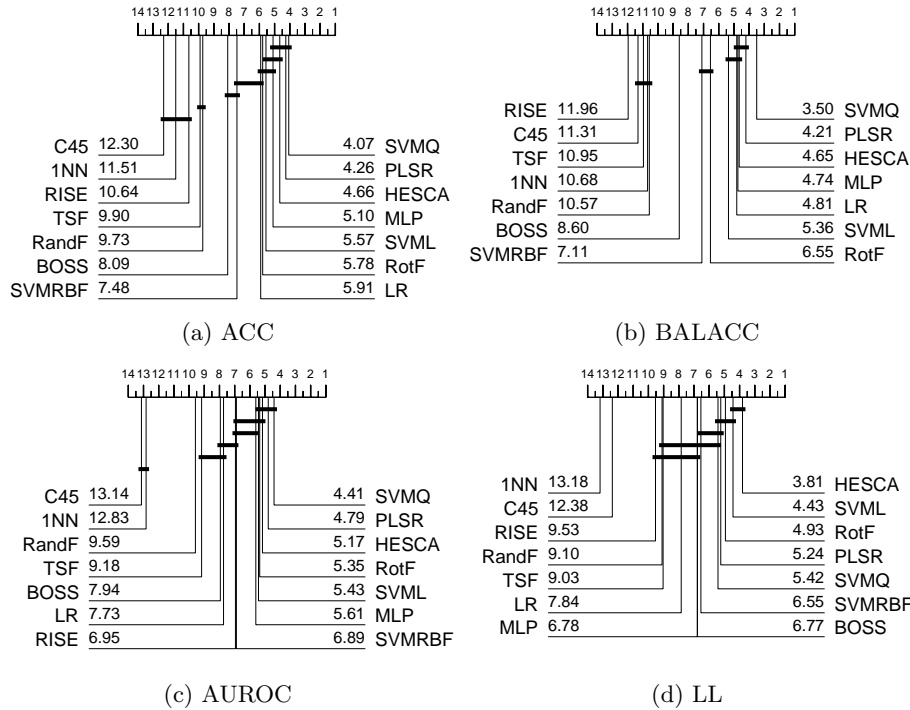 14 13 12 11 10 9 8 7 6 5 4 3 2 1
C45 12.30 4.07 SVMQ
1NN 11.51 4.26 PLSR
RISE 10.64 4.66 HESCA
TSF 9.90 5.10 MLP
RandF 9.73 5.57 SVML
BOSS 8.09 5.78 RotF
SVMRBF 7.48 5.91 LR
(a) ACC
14 13 12 11 10 9 8 7 6 5 4 3 2 1
RISE 11.96 3.50 SVMQ
C45 11.31 4.21 PLSR
TSF 10.95 4.65 HESCA
1NN 10.68 4.74 MLP
RandF 10.57 4.81 LR
BOSS 8.60 5.36 SVML
SVMRBF 7.11 6.55 RotF
(b) BALACC
14 13 12 11 10 9 8 7 6 5 4 3 2 1
C45 13.14 4.41 SVMQ
1NN 12.83 4.79 PLSR
RandF 9.59 5.17 HESCA
TSF 9.18 5.35 RotF
BOSS 7.94 5.43 SVML
LR 7.73 5.61 MLP
RISE 6.95 6.89 SVMRBF
(c) AUROC
14 13 12 11 10 9 8 7 6 5 4 3 2 1
1NN 13.18 3.81 HESCA
C45 12.38 4.43 SVML
RISE 9.53 4.93 RotF
RandF 9.10 5.24 PLSR
TSF 9.03 5.42 SVMQ
LR 7.84 6.55 SVMRBF
MLP 6.78 6.77 BOSS
(d) LL